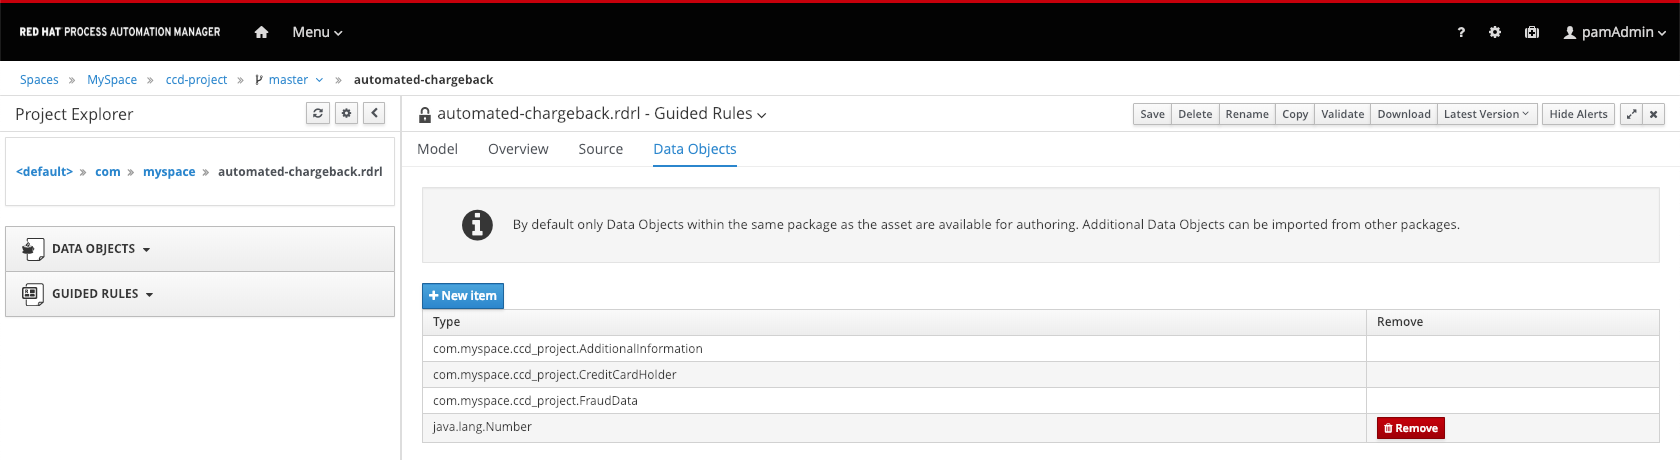 RED HAT PROCESS AUTOMATION MANAGER Menu ? pamAdmin
Spaces » MySpace » ccd-project » master » automated-chargeback
Project Explorer
<default> » com » myspace » automated-chargeback.rdrl
DATA OBJECTS
GUIDED RULES
automated-chargeback.rdrl - Guided Rules
Save Delete Rename Copy Validate Download Latest Version Hide Alerts
Model Overview Source Data Objects
By default only Data Objects within the same package as the asset are available for authoring. Additional Data Objects can be imported from other packages.
+ New item
Type Remove
com.myspace.ccd_project.AdditionalInformation
com.myspace.ccd_project.CreditCardHolder
com.myspace.ccd_project.FraudData
java.lang.Number Remove